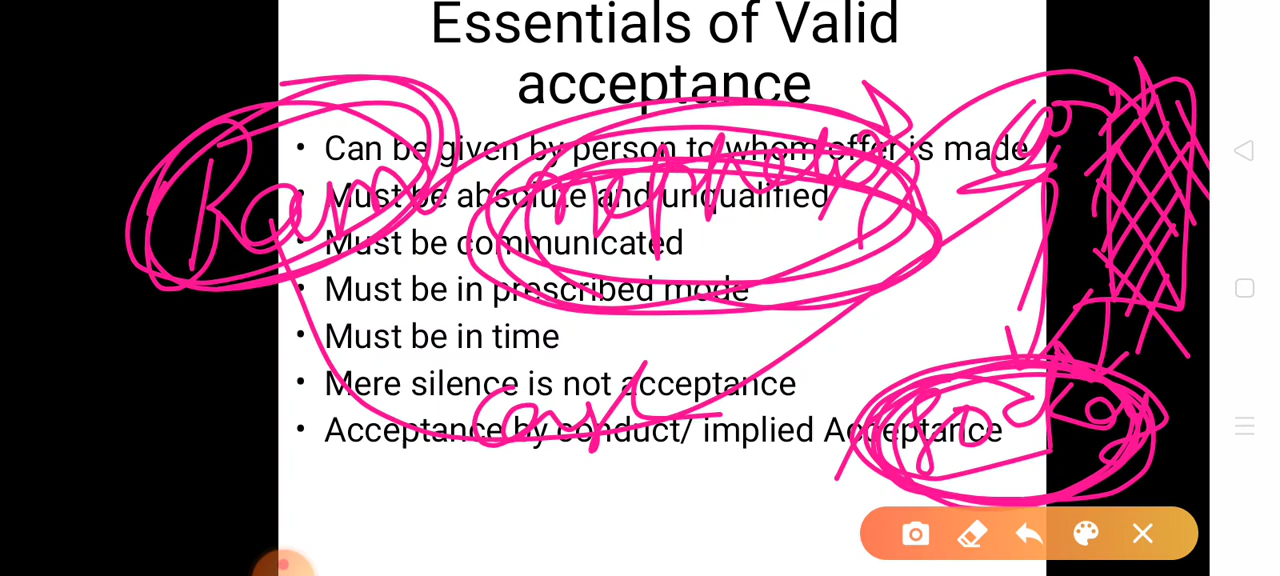 Essentials of Valid
acceptance
• Can be given by person to whom offer is made
• Must be absolute and unqualified
• Must be communicated
• Must be in prescribed mode
• Must be in time
• Mere silence is not acceptance
• Acceptance by conduct/ implied Acceptance
Ram